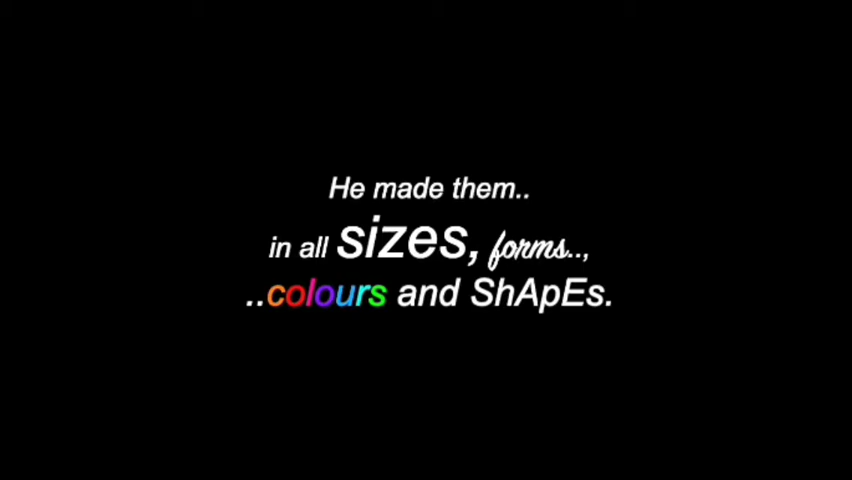 He made them..
in all sizes, forms..,
..colours and ShApEs.